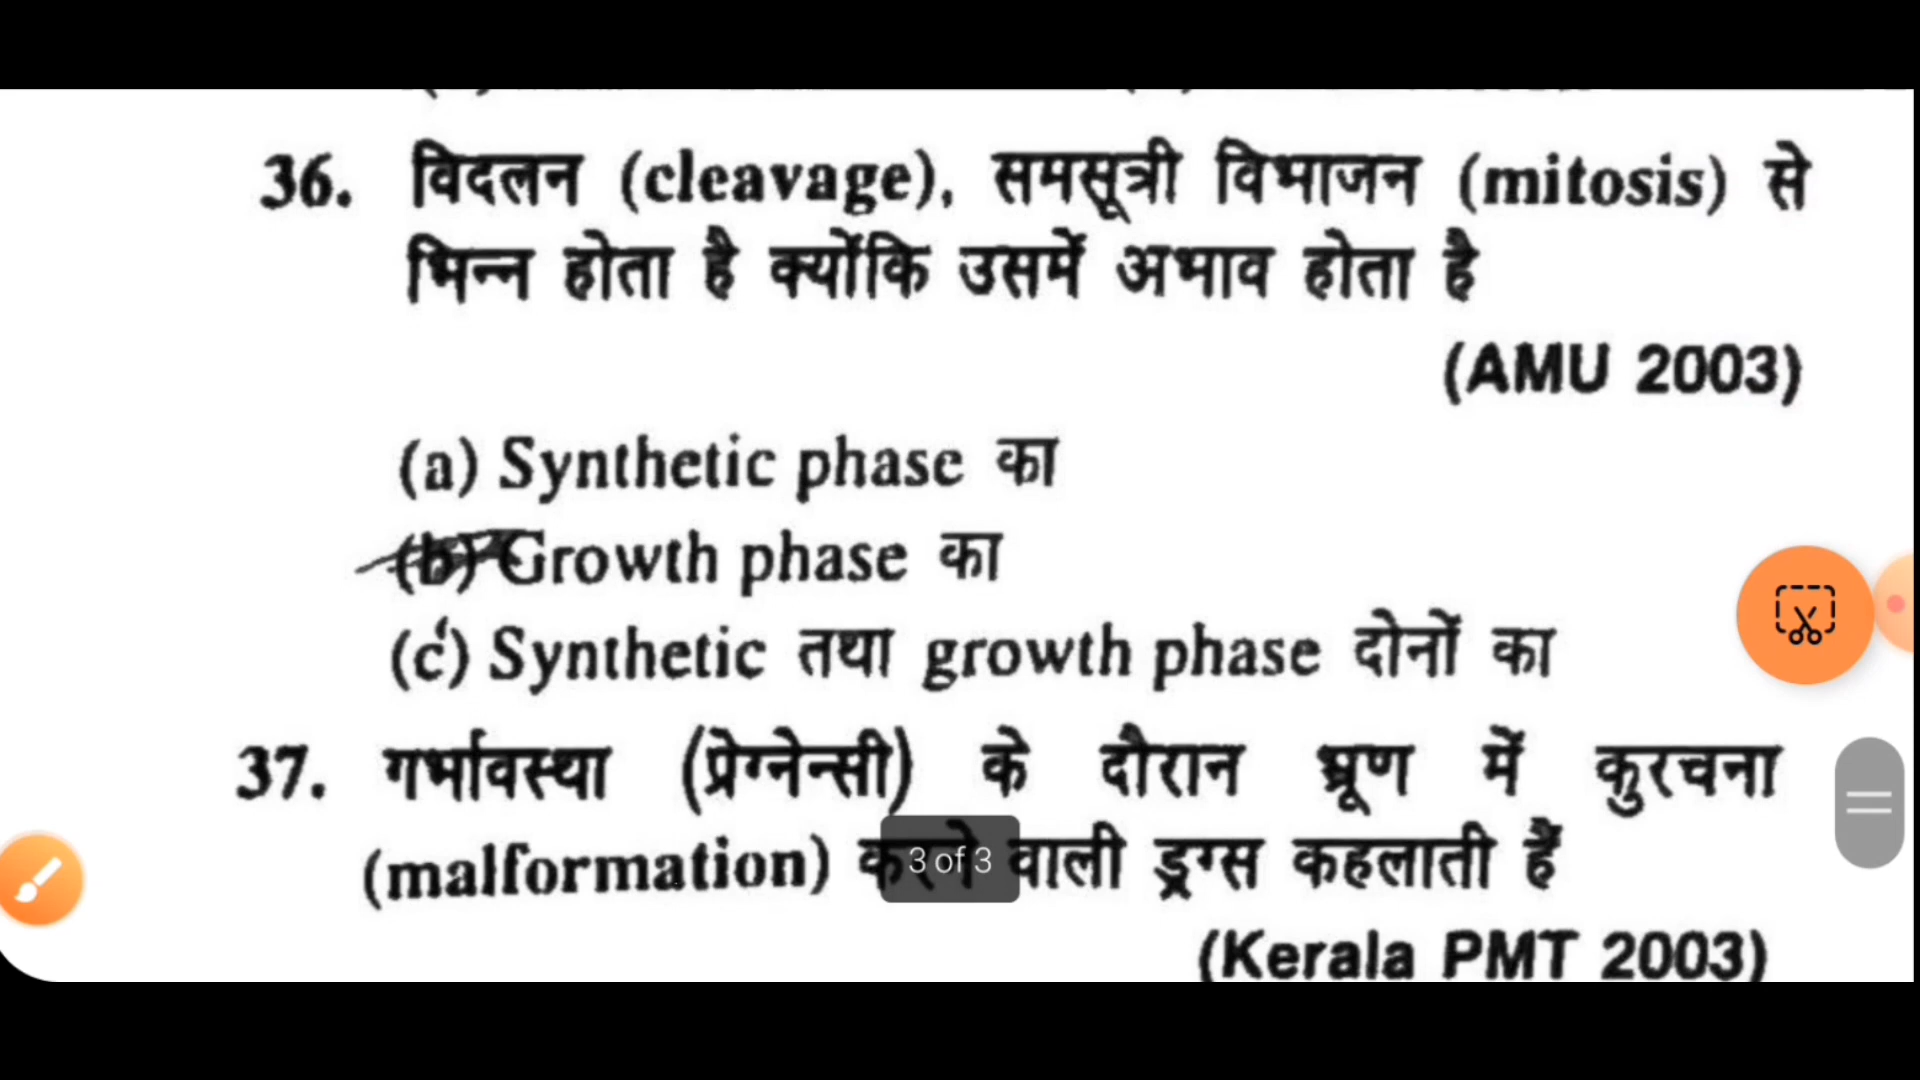 36. विदलन (cleavage), समसूत्री विभाजन (mitosis) से
भिन्न होता है क्योंकि उसमें अभाव होता है
(AMU 2003)
(a) Synthetic phase का
(b) Growth phase का
(c) Synthetic तथा growth phase दोनों का
37. गर्भावस्था (प्रेग्नेन्सी) के दौरान भ्रूण में कुरचना
(malformation) करने वाली ड्रग्स कहलाती हैं
3 of 3
(Kerala PMT 2003)